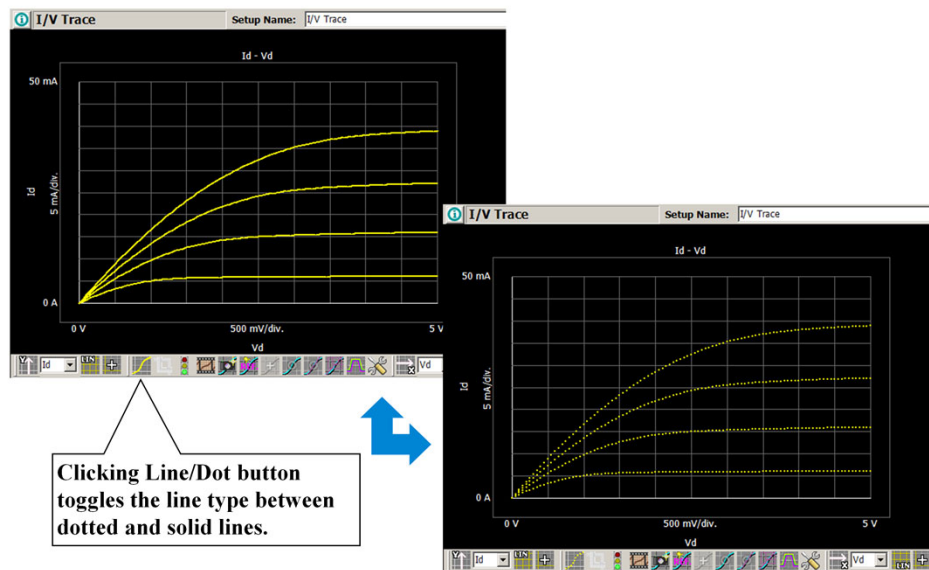 I/V Trace Setup Name: I/V Trace
Id - Vd
50 mA
Id
5 mA/div.
0 A
0 V 500 mV/div. 5 V
Vd
Y Id LIN X Vd
Clicking Line/Dot button
toggles the line type between
dotted and solid lines.
I/V Trace Setup Name: I/V Trace
Id - Vd
50 mA
Id
5 mA/div.
0 A
0 V 500 mV/div. 5 V
Vd
Y Id LIN X Vd LIN